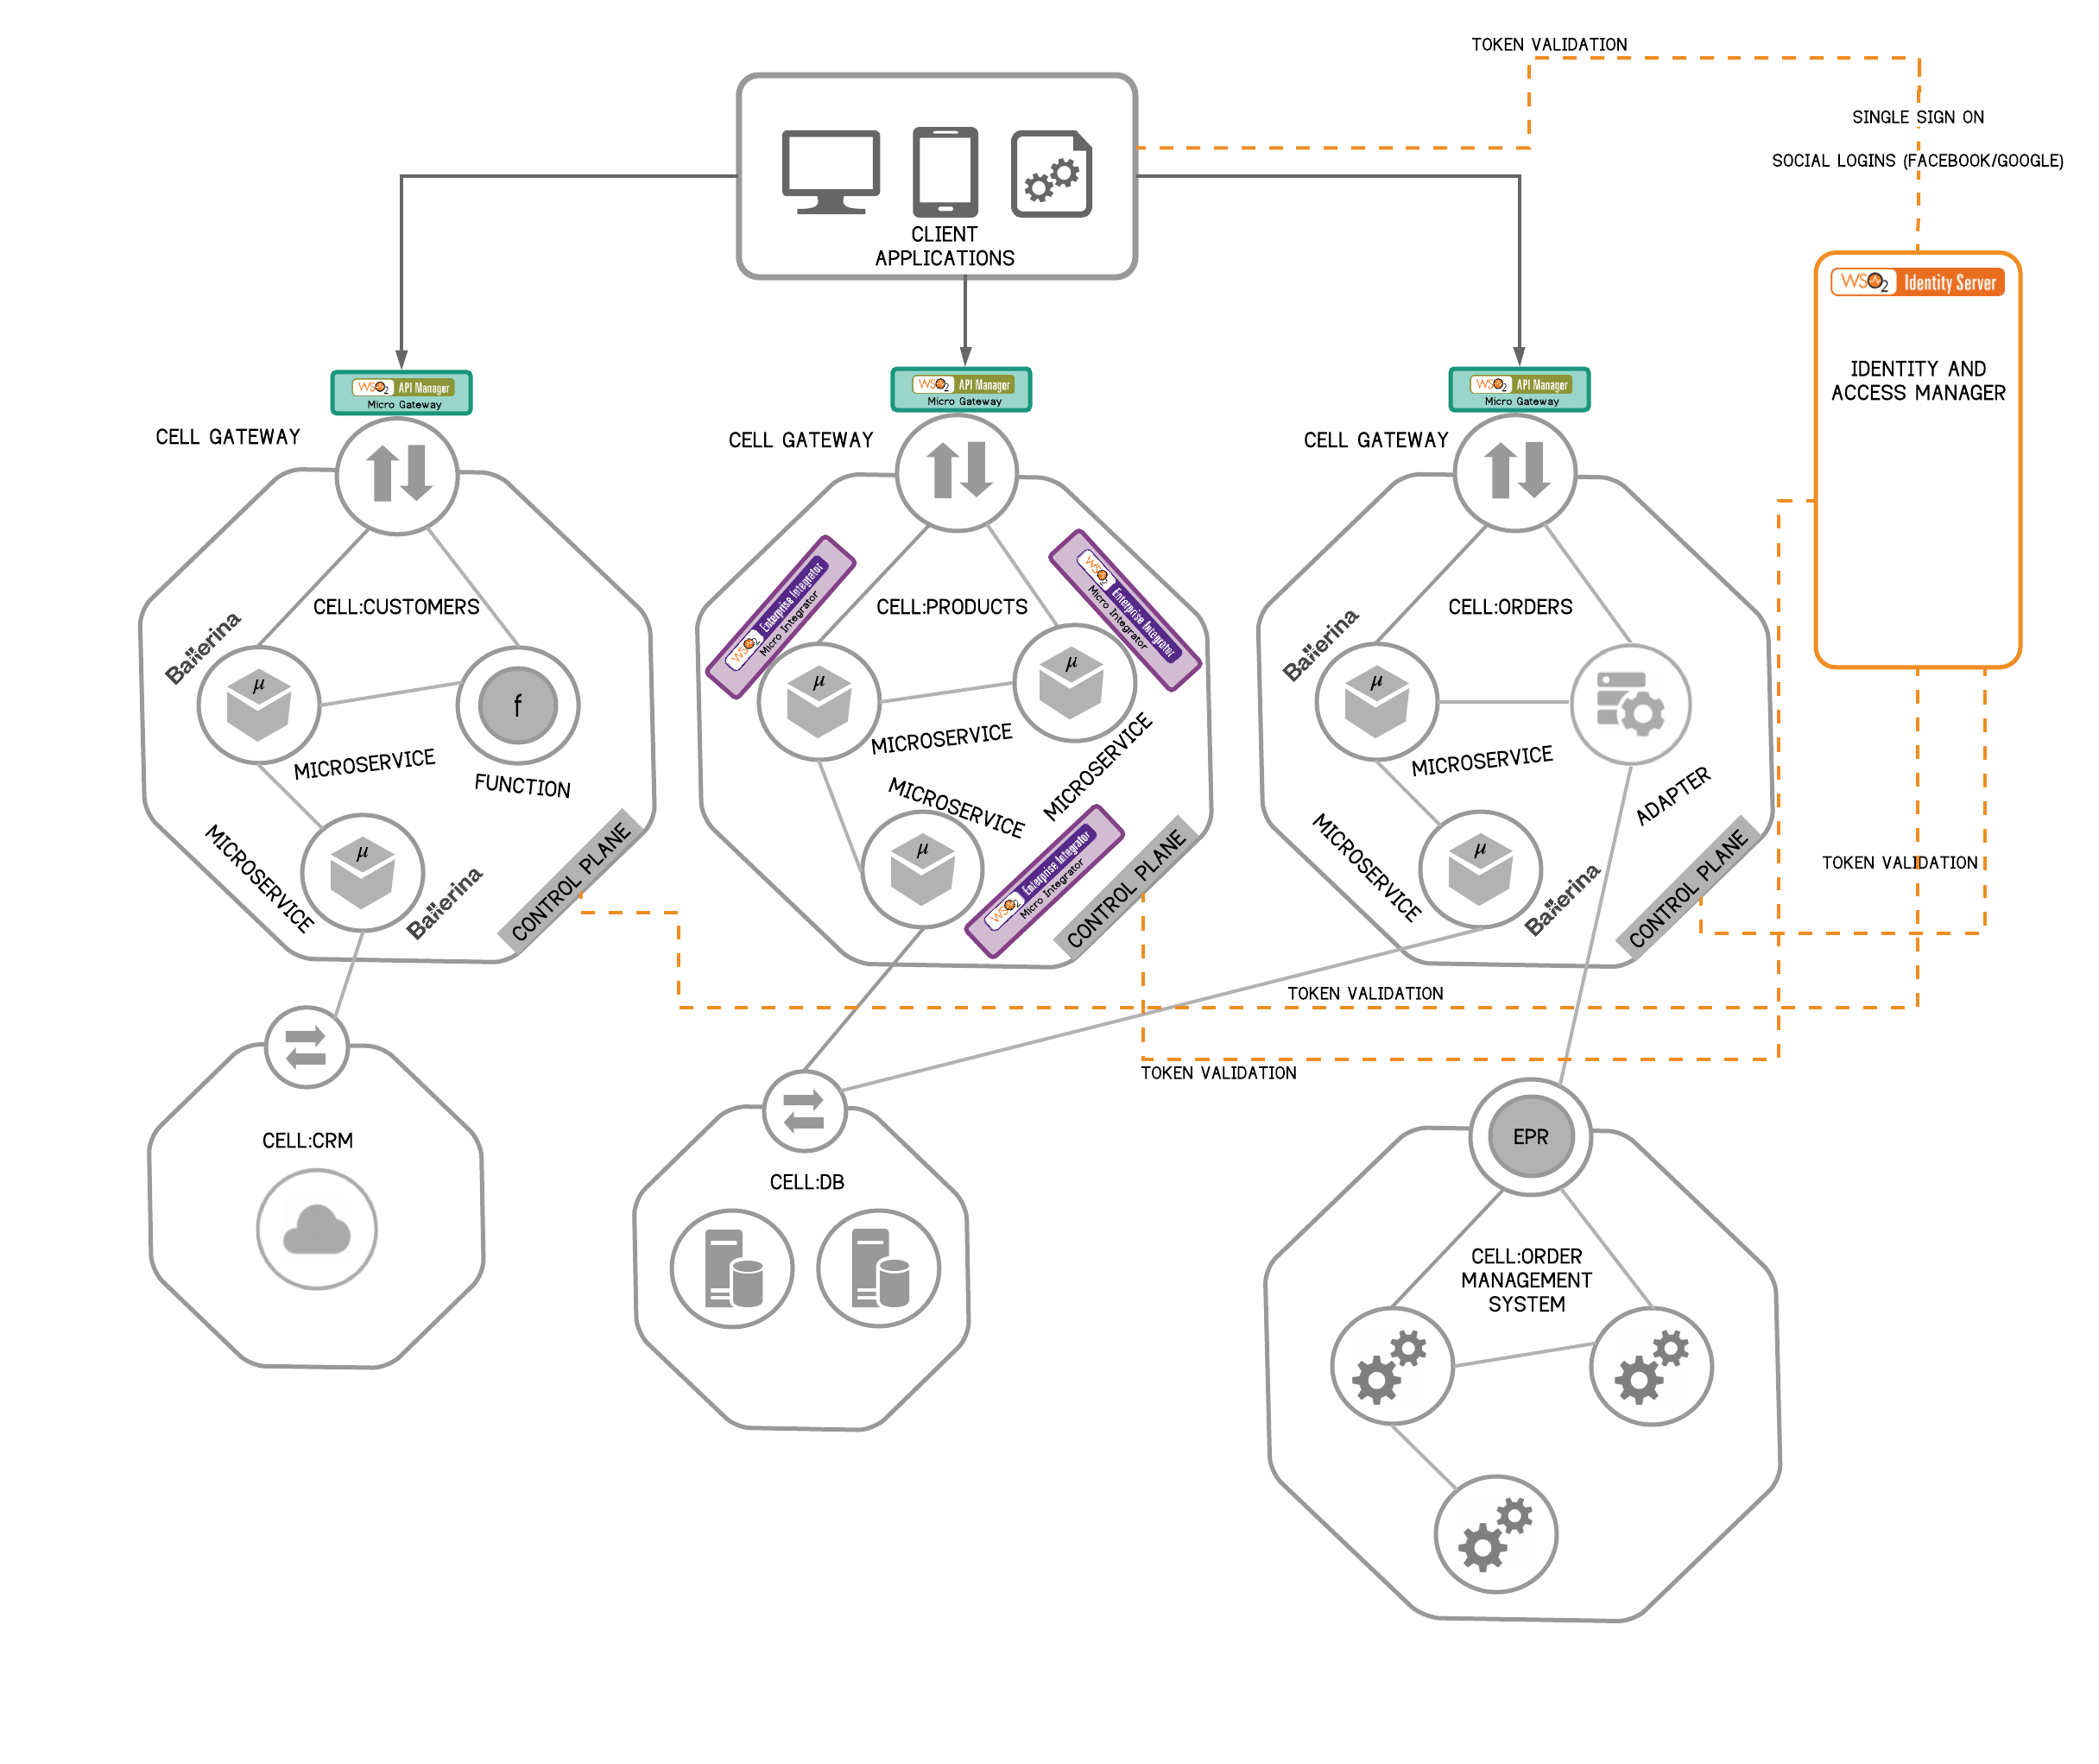 TOKEN VALIDATION
SINGLE SIGN ON
SOCIAL LOGINS (FACEBOOK/GOOGLE)
CLIENT
APPLICATIONS
WSO2 Identity Server
IDENTITY AND
ACCESS MANAGER
WSO2 API Manager
Micro Gateway
WSO2 API Manager
Micro Gateway
WSO2 API Manager
Micro Gateway
CELL GATEWAY
CELL GATEWAY
CELL GATEWAY
CELL:CUSTOMERS
Ballerina
μ
f
MICROSERVICE
FUNCTION
MICROSERVICE
μ
Ballerina
CONTROL PLANE
WSO2 Enterprise Integrator
Micro Integrator
CELL:PRODUCTS
WSO2 Enterprise Integrator
Micro Integrator
μ
μ
MICROSERVICE
MICROSERVICE
MICROSERVICE
μ
WSO2 Enterprise Integrator
Micro Integrator
CONTROL PLANE
CELL:ORDERS
Ballerina
μ
MICROSERVICE
ADAPTER
MICROSERVICE
μ
Ballerina
CONTROL PLANE
TOKEN VALIDATION
TOKEN VALIDATION
TOKEN VALIDATION
CELL:CRM
CELL:DB
EPR
CELL:ORDER
MANAGEMENT
SYSTEM